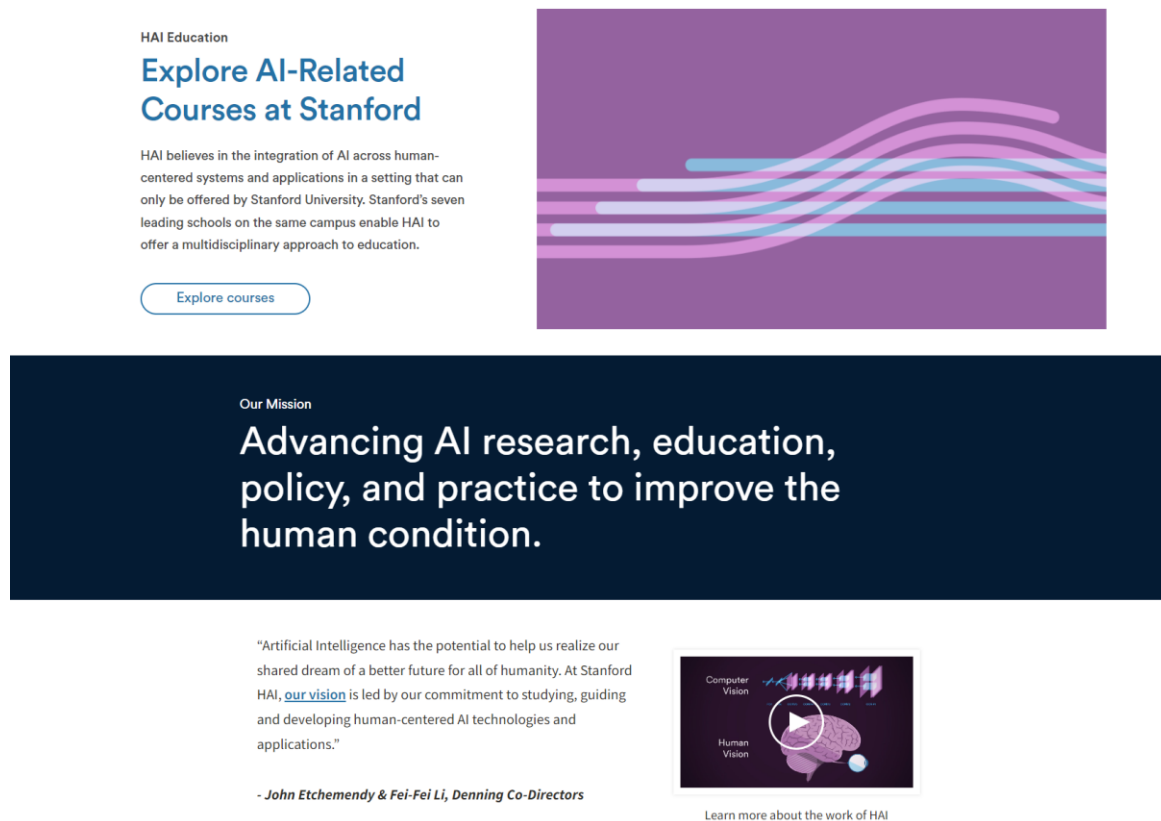 HAI Education
Explore AI-Related
Courses at Stanford
HAI believes in the integration of AI across human-
centered systems and applications in a setting that can
only be offered by Stanford University. Stanford’s seven
leading schools on the same campus enable HAI to
offer a multidisciplinary approach to education.
Explore courses
Our Mission
Advancing AI research, education,
policy, and practice to improve the
human condition.
“Artificial Intelligence has the potential to help us realize our
shared dream of a better future for all of humanity. At Stanford
HAI, our vision is led by our commitment to studying, guiding
and developing human-centered AI technologies and
applications.”
- John Etchemendy & Fei-Fei Li, Denning Co-Directors
Computer
Vision
Human
Vision
Learn more about the work of HAI